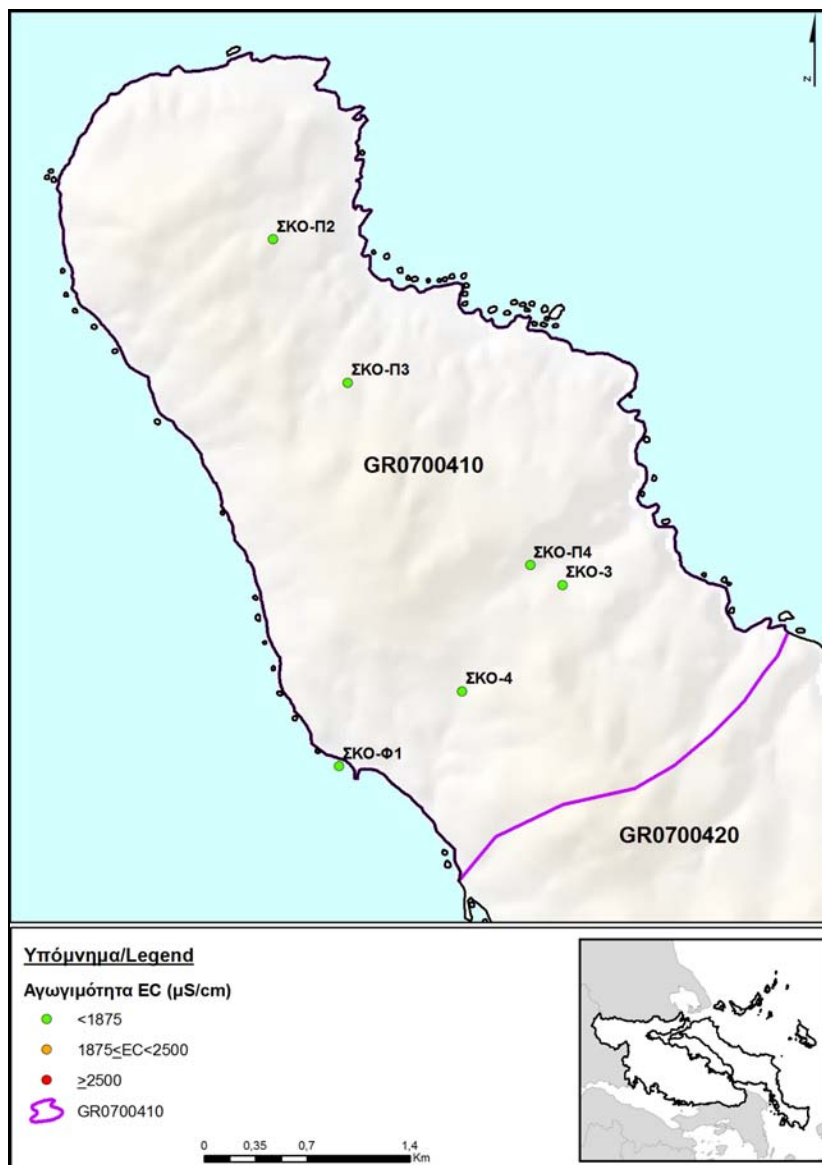 Z
ΣΚΟ-Π2
ΣΚΟ-Π3
GR0700410
ΣΚΟ-Π4
ΣΚΟ-3
ΣΚΟ-4
ΣΚΟ-Φ1
GR0700420
Υπόμνημα/Legend
Αγωγιμότητα EC (μS/cm)
<1875
1875≤EC<2500
≥2500
GR0700410
0 0,35 0,7 1,4
Km